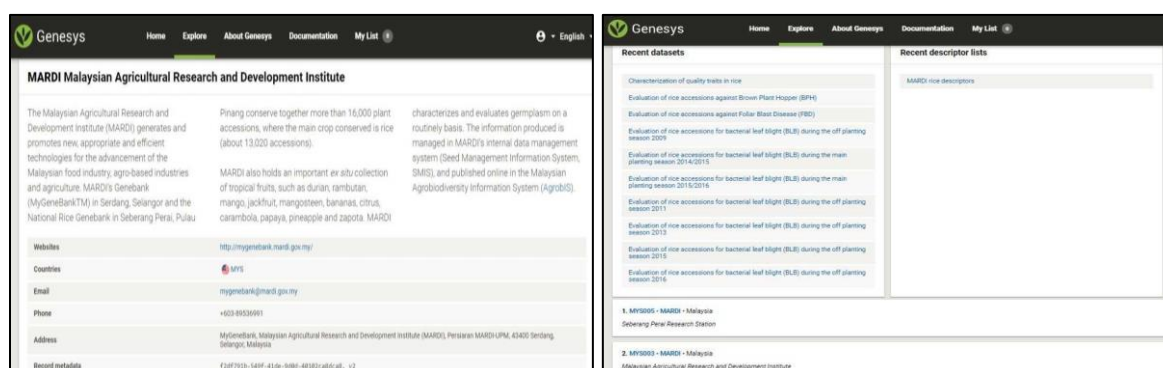 Genesys
Home Explore About Genesys Documentation My List
English
MARDI Malaysian Agricultural Research and Development Institute
The Malaysian Agricultural Research and
Development Institute (MARDI) generates and
promotes new, appropriate and efficient
technologies for the advancement of the
Malaysian food industry, agro-based industries
and agriculture. MARDI's Genebank
(MyGeneBankTM) in Serdang, Selangor and the
National Rice Genebank in Seberang Perai, Pulau
Pinang conserve together more than 16,000 plant
accessions, where the main crop conserved is rice
(about 13,020 accessions).
MARDI also holds an important ex situ collection
of tropical fruits, such as durian, rambutan,
mango, jackfruit, mangosteen, bananas, citrus,
carambola, papaya, pineapple and zapota. MARDI
characterizes and evaluates germplasm on a
routinely basis. The information produced is
managed in MARDI's internal data management
system (Seed Management Information System,
SMIS), and published online in the Malaysian
Agrobiodiversity Information System (AgrobIS).
Websites http://mygenebank.mardi.gov.my/
Countries MYS
Email mygenebank@mardi.gov.my
Phone +603-89536991
Address MyGeneBank, Malaysian Agricultural Research and Development Institute (MARDI), Persiaran MARDI-UPM, 43400 Serdang,
Selangor, Malaysia
Record metadata
Genesys
Home Explore About Genesys Documentation My List
Recent datasets
Characterization of quality traits in rice
Evaluation of rice accessions against Brown Plant Hopper (BPH)
Evaluation of rice accessions against Foliar Blast Disease (FBD)
Evaluation of rice accessions for bacterial leaf blight (BLB) during the off planting
season 2009
Evaluation of rice accessions for bacterial leaf blight (BLB) during the main
planting season 2014/2015
Evaluation of rice accessions for bacterial leaf blight (BLB) during the main
planting season 2015/2016
Evaluation of rice accessions for bacterial leaf blight (BLB) during the off planting
season 2011
Evaluation of rice accessions for bacterial leaf blight (BLB) during the off planting
season 2013
Evaluation of rice accessions for bacterial leaf blight (BLB) during the off planting
season 2015
Evaluation of rice accessions for bacterial leaf blight (BLB) during the off planting
season 2016
Recent descriptor lists
MARDI rice descriptors
1. MYS005 - MARDI - Malaysia
Seberang Perai Research Station
2. MYS003 - MARDI - Malaysia
Malaysian Agricultural Research and Development Institute